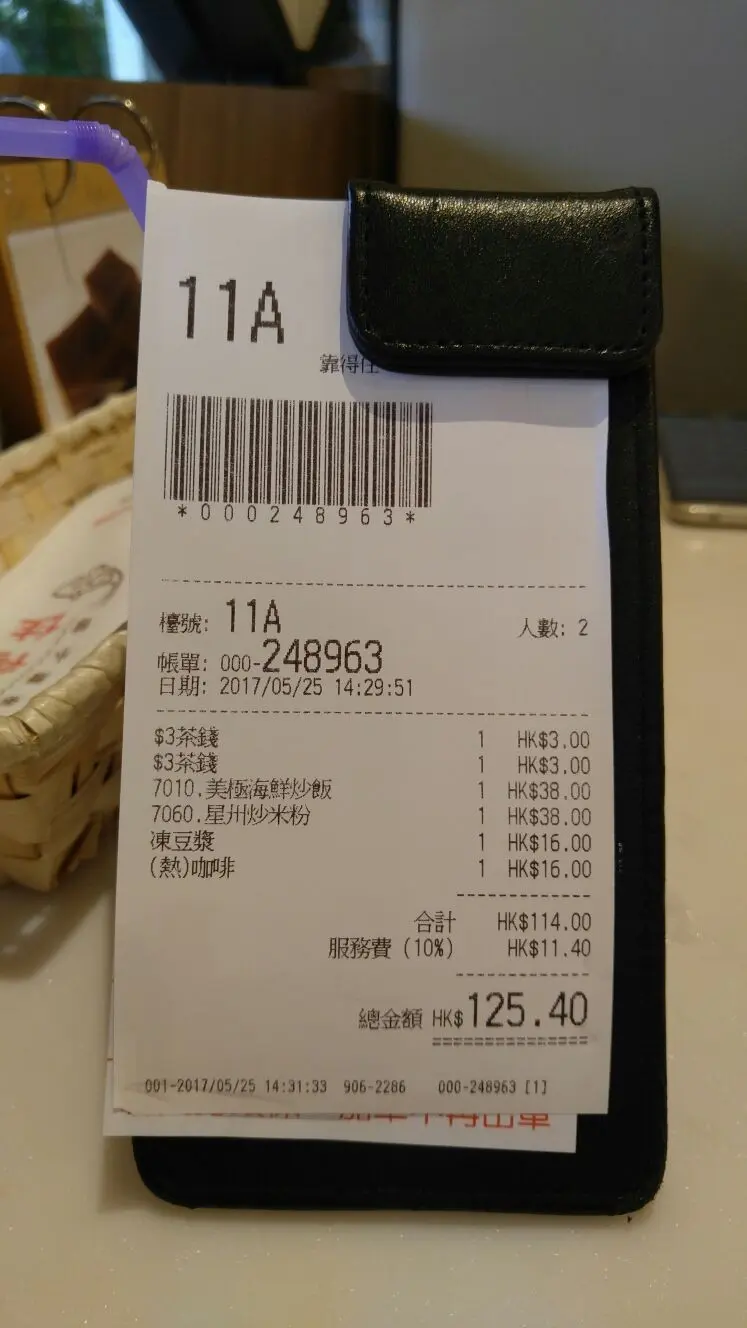 11A
靠得住
*000248963*
檯號: 11A 人數: 2
帳單: 000-248963
日期: 2017/05/25 14:29:51
$3茶錢 1 HK$3.00
$3茶錢 1 HK$3.00
7010.美極海鮮炒飯 1 HK$38.00
7060.星州炒米粉 1 HK$38.00
凍豆漿 1 HK$16.00
(熱)咖啡 1 HK$16.00
合計 HK$114.00
服務費 (10%) HK$11.40
總金額 HK$125.40
001-2017/05/25 14:31:33 906-2286 000-248963 [1]